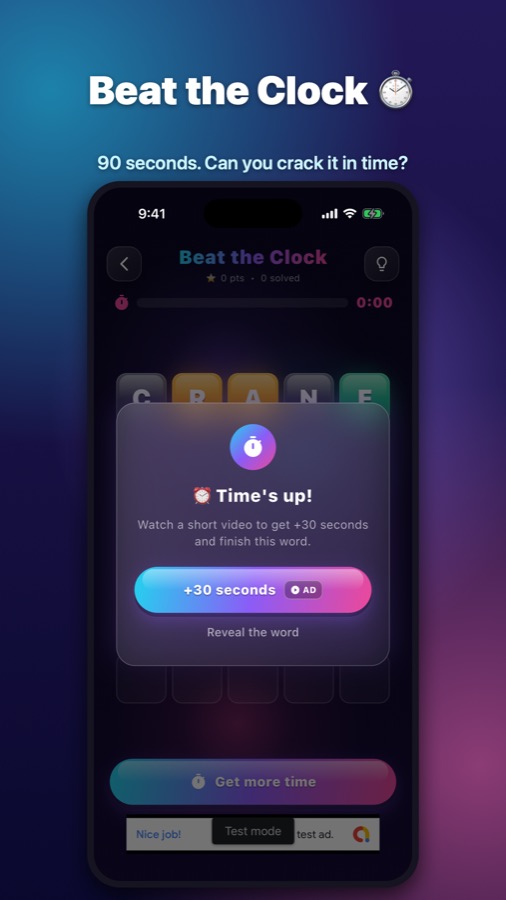 Beat the Clock ⏱️
90 seconds. Can you crack it in time?
9:41
Beat the Clock
⭐ 0 pts • 0 solved
0:00
C R A N E
⏰ Time's up!
Watch a short video to get +30 seconds
and finish this word.
+30 seconds AD
Reveal the word
Get more time
Nice job! Test mode test ad.